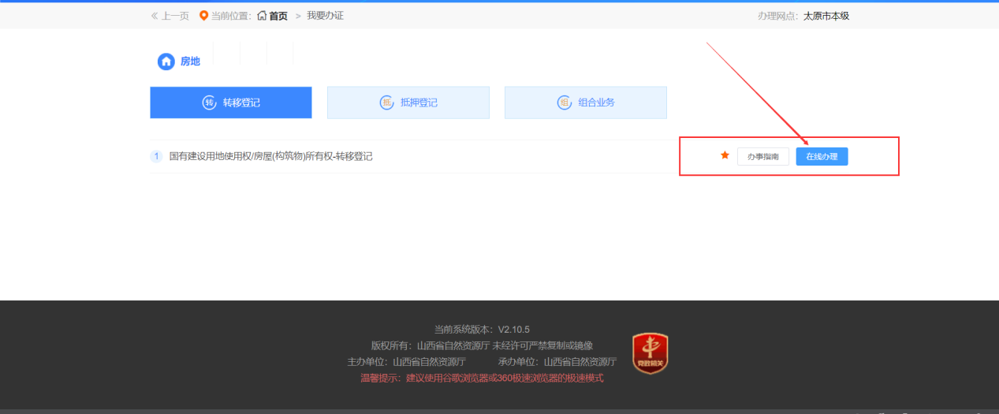 上一页 当前位置: 首页 > 我要办证 办理网点: 太原市本级
房地
转 转移登记 抵 抵押登记 组 组合业务
1 国有建设用地使用权/房屋(构筑物)所有权-转移登记 办事指南 在线办理
当前系统版本: V2.10.5
版权所有: 山西省自然资源厅 未经许可严禁复制或镜像
主办单位: 山西省自然资源厅 承办单位: 山西省自然资源厅
温馨提示: 建议使用谷歌浏览器或360极速浏览器的极速模式
党政机关